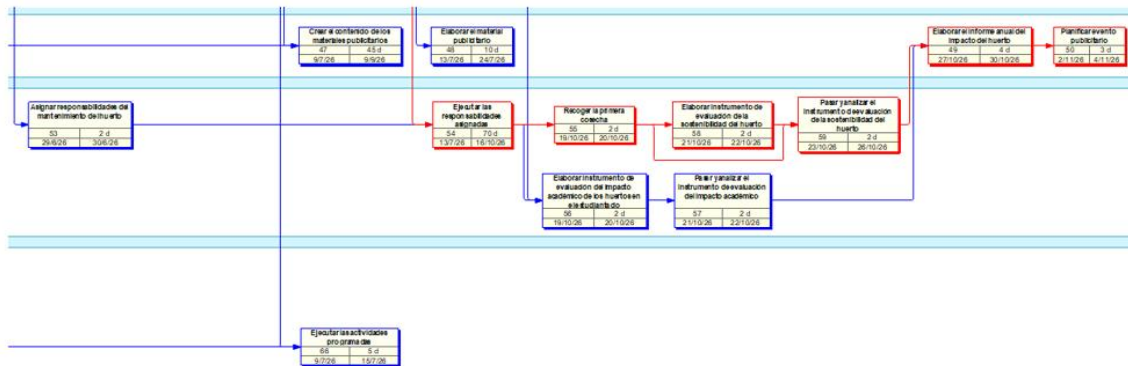 Crear el contenido de los
materiales publicitarios
47 45 d
9/7/26 9/9/26
Elaborar el material
publicitario
48 10 d
13/7/26 24/7/26
Elaborar el informe anual del
impacto del huerto
49 4 d
27/10/26 30/10/26
Planificar evento
publicitario
50 3 d
2/11/26 4/11/26
Asignar responsabilidades del
mantenimiento del huerto
53 2 d
29/6/26 30/6/26
Ejecutar las
responsabilidades
asignadas
54 70 d
13/7/26 16/10/26
Recoger la primera
cosecha
55 2 d
19/10/26 20/10/26
Elaborar instrumento de
evaluación de la
sostenibilidad del huerto
58 2 d
21/10/26 22/10/26
Pasar y analizar el
instrumento de evaluación
de la sostenibilidad del
huerto
59 2 d
23/10/26 26/10/26
Elaborar instrumento de
evaluación del impacto
académico de los huertos en
el estudiantado
56 2 d
19/10/26 20/10/26
Pasar y analizar el
instrumento de evaluación
del impacto académico
57 2 d
21/10/26 22/10/26
Ejecutar las actividades
programadas
66 5 d
9/7/26 15/7/26